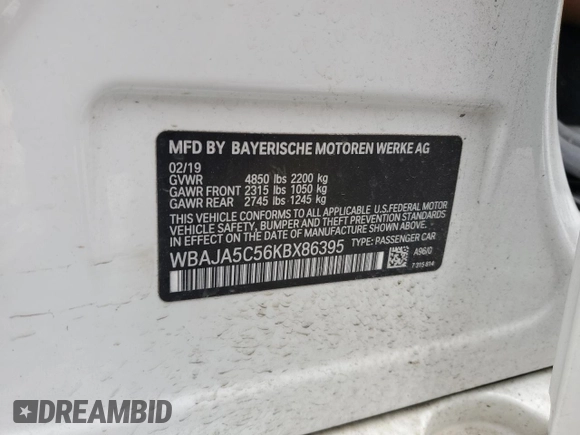 MFD BY BAYERISCHE MOTOREN WERKE AG
02/19
GVWR 4850 lbs 2200 kg
GAWR FRONT 2315 lbs 1050 kg
GAWR REAR 2745 lbs 1245 kg
THIS VEHICLE CONFORMS TO ALL APPLICABLE U.S.FEDERAL MOTOR
VEHICLE SAFETY, BUMPER, AND THEFT PREVENTION
STANDARDS IN EFFECT ON THE DATE OF
MANUFACTURE SHOWN ABOVE.
WBAJA5C56KBX86395 TYPE: PASSENGER CAR
A96/0
DREAMBID